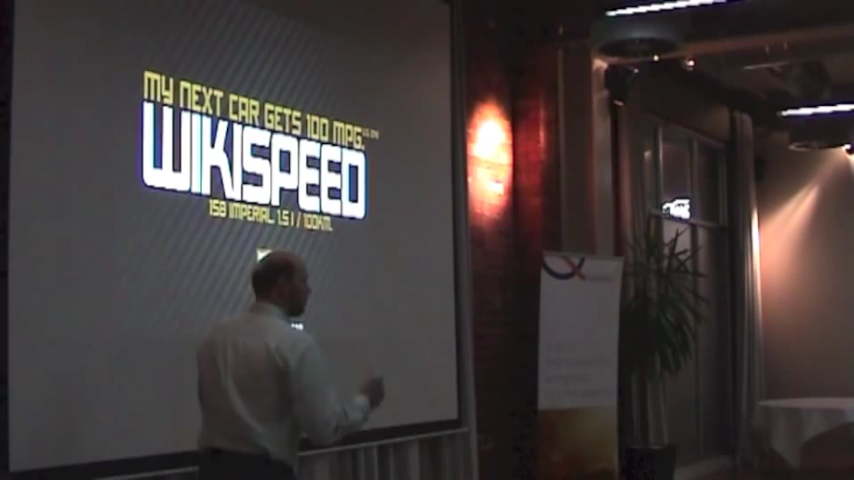 MY NEXT CAR GETS 100 MPG.
WIKISPEED
158 IMPERIAL. 1.5 l / 100KM.